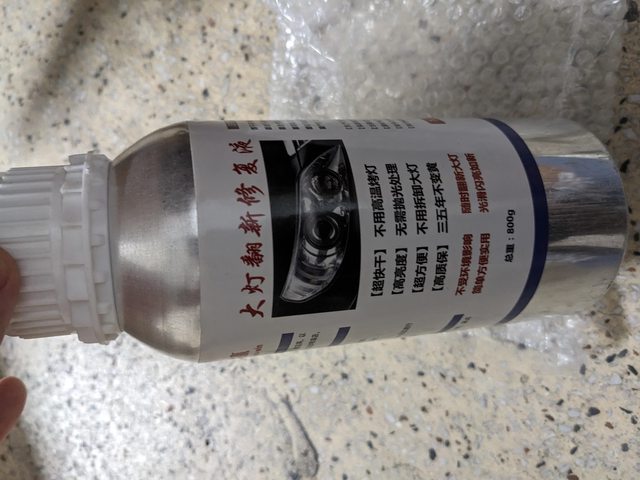 大灯翻新修复液
【超快干】 不用高温烤灯
【高亮度】 无需抛光处理
【超方便】 不用拆卸大灯
【高质保】 三五年不变黄
不受环境影响 随时翻新大灯
简单方便实用 光滑闪亮如新
总重：800g